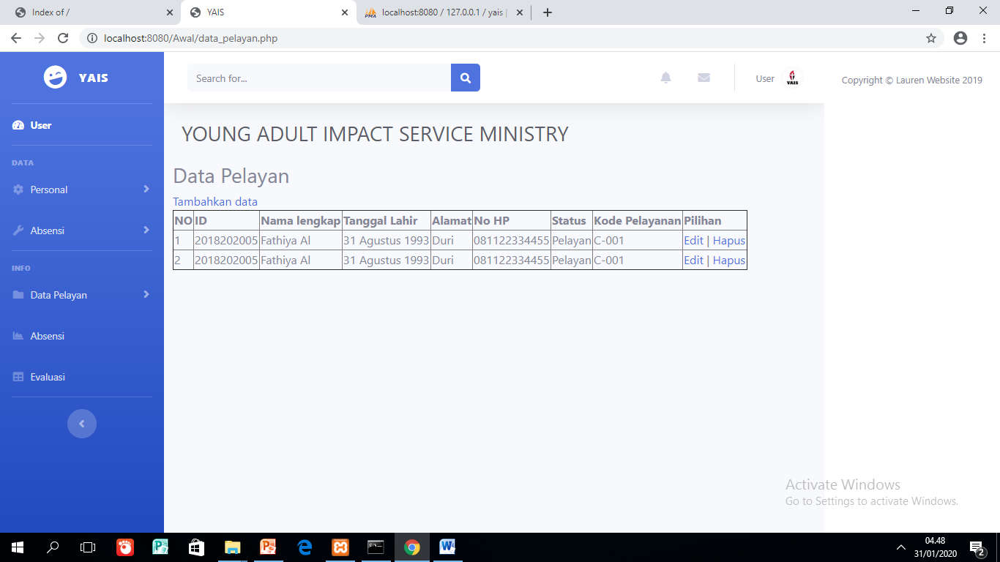 Index of /
YAIS
localhost:8080 / 127.0.0.1 / yais |
localhost:8080/Awal/data_pelayan.php
YAIS
Search for...
User
YAIS
Copyright © Lauren Website 2019
User
DATA
Personal
Absensi
INFO
Data Pelayan
Absensi
Evaluasi
YOUNG ADULT IMPACT SERVICE MINISTRY
Data Pelayan
Tambahkan data
NO ID Nama lengkap Tanggal Lahir Alamat No HP Status Kode Pelayanan Pilihan
1 2018202005 Fathiya Al 31 Agustus 1993 Duri 081122334455 Pelayan C-001 Edit | Hapus
2 2018202005 Fathiya Al 31 Agustus 1993 Duri 081122334455 Pelayan C-001 Edit | Hapus
Activate Windows
Go to Settings to activate Windows.
04.48
31/01/2020
2